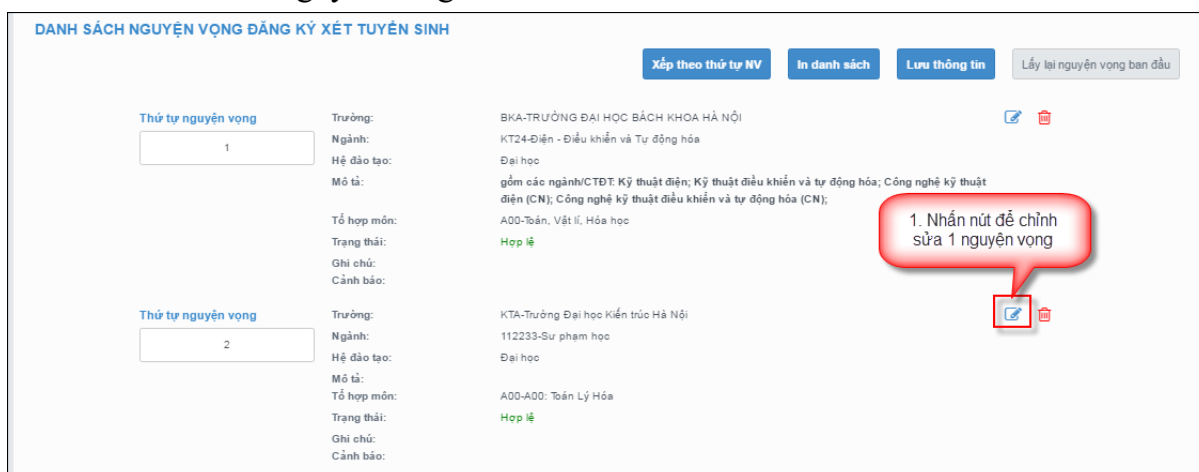 DANH SÁCH NGUYỆN VỌNG ĐĂNG KÝ XÉT TUYỂN SINH
Xếp theo thứ tự NV In danh sách Lưu thông tin Lấy lại nguyện vọng ban đầu
Thứ tự nguyện vọng Trường: BKA-TRƯỜNG ĐẠI HỌC BÁCH KHOA HÀ NỘI
1 Ngành: KT24-Điện - Điều khiển và Tự động hóa
Hệ đào tạo: Đại học
Mô tả: gồm các ngành/CTĐT: Kỹ thuật điện; Kỹ thuật điều khiển và tự động hóa; Công nghệ kỹ thuật
điện (CN); Công nghệ kỹ thuật điều khiển và tự động hóa (CN);
Tổ hợp môn: A00-Toán, Vật lí, Hóa học
Trạng thái: Hợp lệ
Ghi chú:
Cảnh báo:
1. Nhấn nút để chỉnh
sửa 1 nguyện vọng
Thứ tự nguyện vọng Trường: KTA-Trường Đại học Kiến trúc Hà Nội
2 Ngành: 112233-Sư phạm học
Hệ đào tạo: Đại học
Mô tả:
Tổ hợp môn: A00-A00: Toán Lý Hóa
Trạng thái: Hợp lệ
Ghi chú:
Cảnh báo: